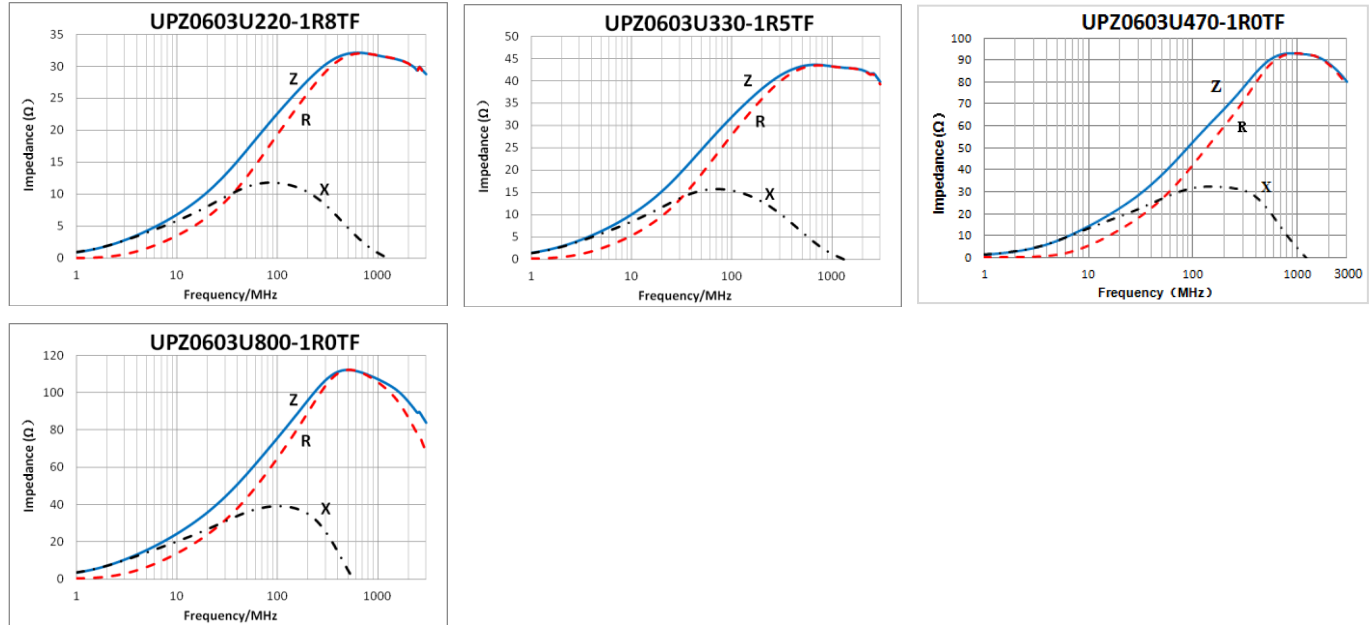 UPZ0603U220-1R8TF
35
30
25
20
15
10
5
0
Impedance (Ω)
Z
R
X
1 10 100 1000
Frequency/MHz
UPZ0603U330-1R5TF
50
45
40
35
30
25
20
15
10
5
0
Impedance (Ω)
Z
R
X
1 10 100 1000
Frequency/MHz
UPZ0603U470-1R0TF
100
90
80
70
60
50
40
30
20
10
0
Impedance (Ω)
Z
R
X
1 10 100 1000 3000
Frequency（MHz）
UPZ0603U800-1R0TF
120
100
80
60
40
20
0
Impedance (Ω)
Z
R
X
1 10 100 1000
Frequency/MHz